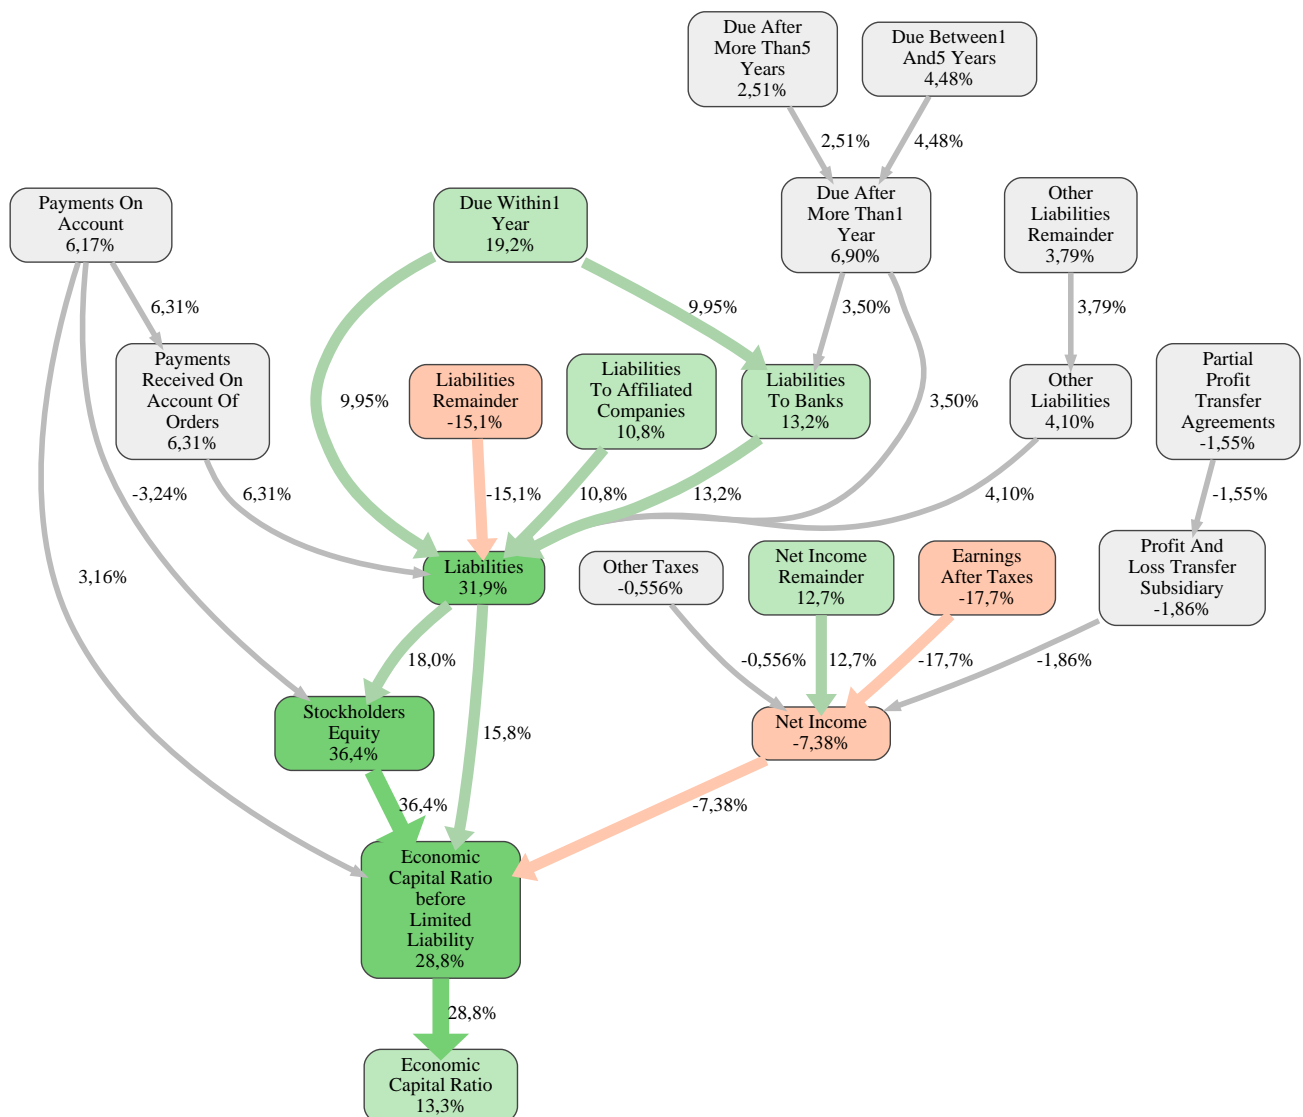 Due After
More Than5
Years
2,51%
Due Between1
And5 Years
4,48%
2,51%
4,48%
Payments On
Account
6,17%
Due Within1
Year
19,2%
Due After
More Than1
Year
6,90%
Other
Liabilities
Remainder
3,79%
6,31%
9,95%
3,50%
3,79%
Payments
Received On
Account Of
Orders
6,31%
9,95%
Liabilities
Remainder
-15,1%
Liabilities
To Affiliated
Companies
10,8%
Liabilities
To Banks
13,2%
3,50%
Other
Liabilities
4,10%
Partial
Profit
Transfer
Agreements
-1,55%
-3,24%
6,31%
-15,1%
10,8%
13,2%
4,10%
-1,55%
3,16%
Liabilities
31,9%
Other Taxes
-0,556%
Net Income
Remainder
12,7%
Earnings
After Taxes
-17,7%
Profit And
Loss Transfer
Subsidiary
-1,86%
18,0%
-0,556%
12,7%
-17,7%
-1,86%
Stockholders
Equity
36,4%
15,8%
Net Income
-7,38%
36,4%
-7,38%
Economic
Capital Ratio
before
Limited
Liability
28,8%
28,8%
Economic
Capital Ratio
13,3%